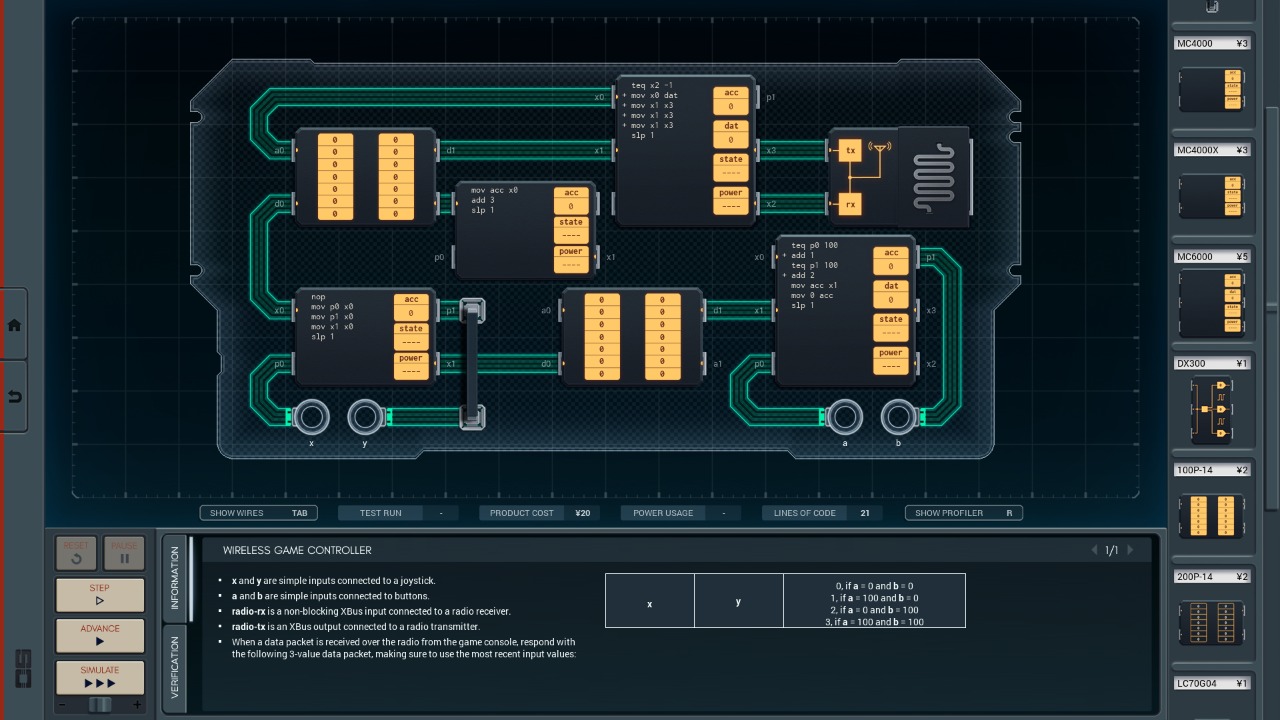 MC4000 ¥3
MC4000X ¥3
MC6000 ¥5
DX300 ¥1
100P-14 ¥2
200P-14 ¥2
LC70G04 ¥1
teq x2 -1
+ mov x0 dat
+ mov x1 x3
+ mov x1 x3
+ mov x1 x3
slp 1
acc
0
dat
0
state
----
power
----
x0
x1
p1
x3
x2
a0
d0
d1
0 0
0 0
0 0
0 0
0 0
0 0
0 0
tx
rx
mov acc x0
add 3
slp 1
acc
0
state
----
power
----
p0
x1
teq p0 100
+ add 1
teq p1 100
+ add 2
mov acc x1
mov 0 acc
slp 1
acc
0
dat
0
state
----
power
----
x0
x1
p0
p1
x3
x2
nop
mov p0 x0
mov p1 x0
mov x1 x0
slp 1
acc
0
state
----
power
----
x0
p0
p1
x1
a0
d0
d1
a1
0 0
0 0
0 0
0 0
0 0
0 0
0 0
x
y
a
b
SHOW WIRES TAB
TEST RUN -
PRODUCT COST ¥20
POWER USAGE -
LINES OF CODE 21
SHOW PROFILER R
RESET
PAUSE
STEP
ADVANCE
SIMULATE
- +
INFORMATION
VERIFICATION
WIRELESS GAME CONTROLLER
1/1
• x and y are simple inputs connected to a joystick.
• a and b are simple inputs connected to buttons.
• radio-rx is a non-blocking XBus input connected to a radio receiver.
• radio-tx is an XBus output connected to a radio transmitter.
• When a data packet is received over the radio from the game console, respond with
the following 3-value data packet, making sure to use the most recent input values:
x
y
0, if a = 0 and b = 0
1, if a = 100 and b = 0
2, if a = 0 and b = 100
3, if a = 100 and b = 100